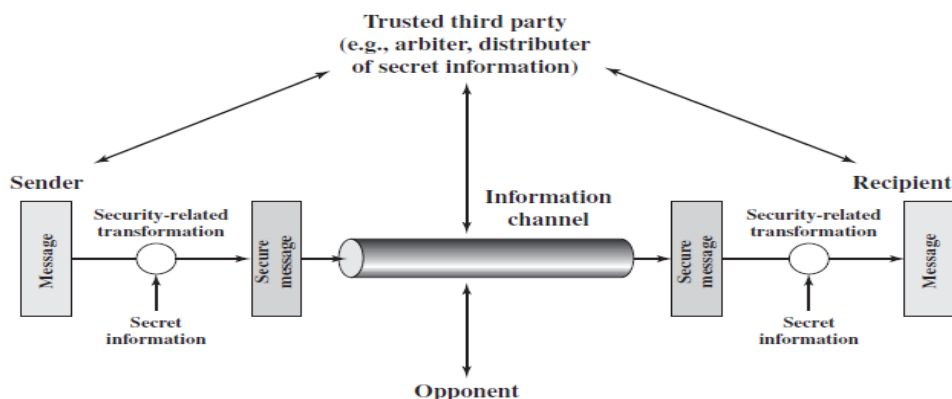 Trusted third party
(e.g., arbiter, distributer
of secret information)
Sender
Recipient
Information
channel
Security-related
transformation
Security-related
transformation
Message
Secure
message
Secure
message
Message
Secret
information
Secret
information
Opponent